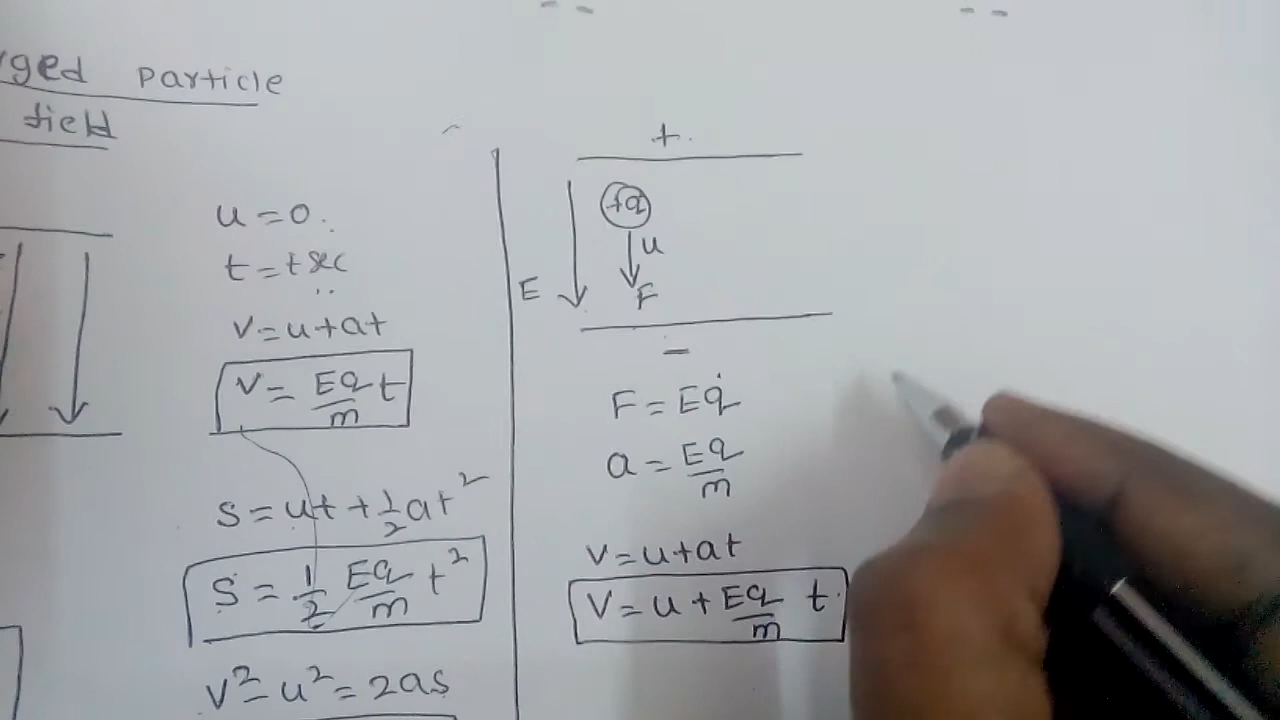 ged particle
field
u = 0.
t = t sec
v = u + at
v = Eq/m t
s = ut + 1/2 at²
s = 1/2 Eq/m t²
v² - u² = 2as
+
+q
u
E
F
-
F = Eq
a = Eq/m
v = u + at
v = u + Eq/m t